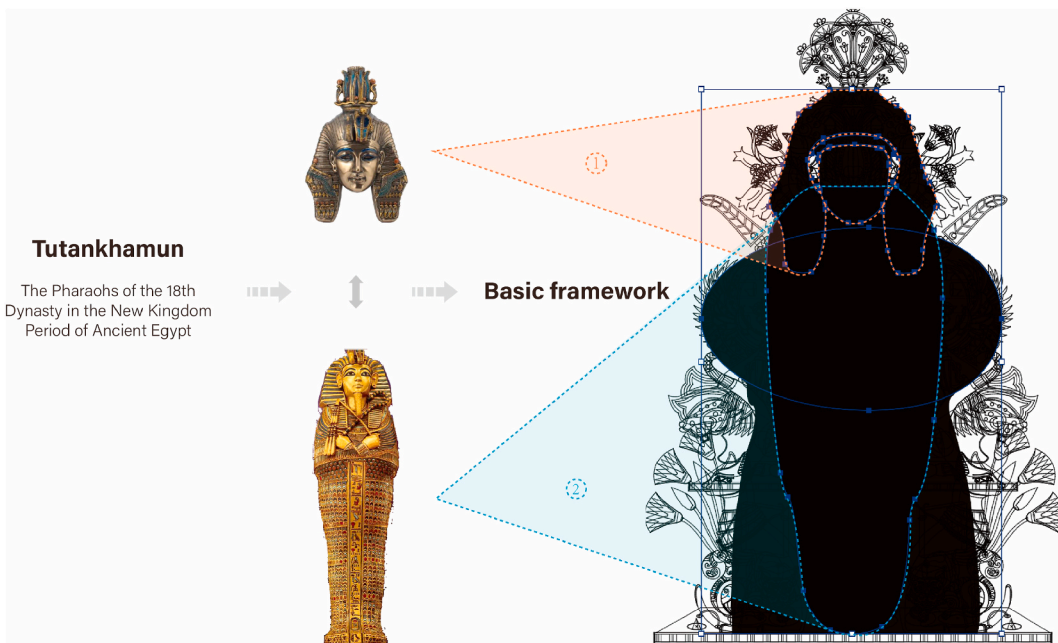 Tutankhamun
The Pharaohs of the 18th
Dynasty in the New Kingdom
Period of Ancient Egypt
Basic framework
1
2